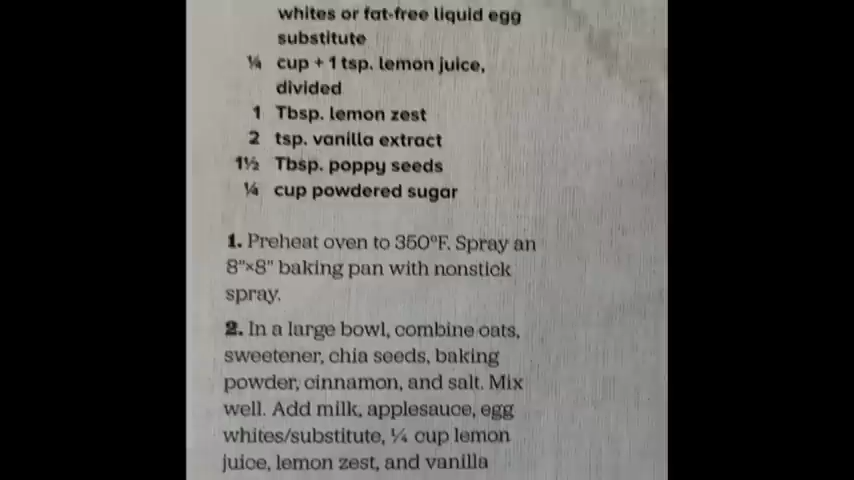 whites or fat-free liquid egg
substitute
¼ cup + 1 tsp. lemon juice,
divided
1 Tbsp. lemon zest
2 tsp. vanilla extract
1½ Tbsp. poppy seeds
¼ cup powdered sugar
1. Preheat oven to 350°F. Spray an
8"×8" baking pan with nonstick
spray.
2. In a large bowl, combine oats,
sweetener, chia seeds, baking
powder, cinnamon, and salt. Mix
well. Add milk, applesauce, egg
whites/substitute, ¼ cup lemon
juice, lemon zest, and vanilla